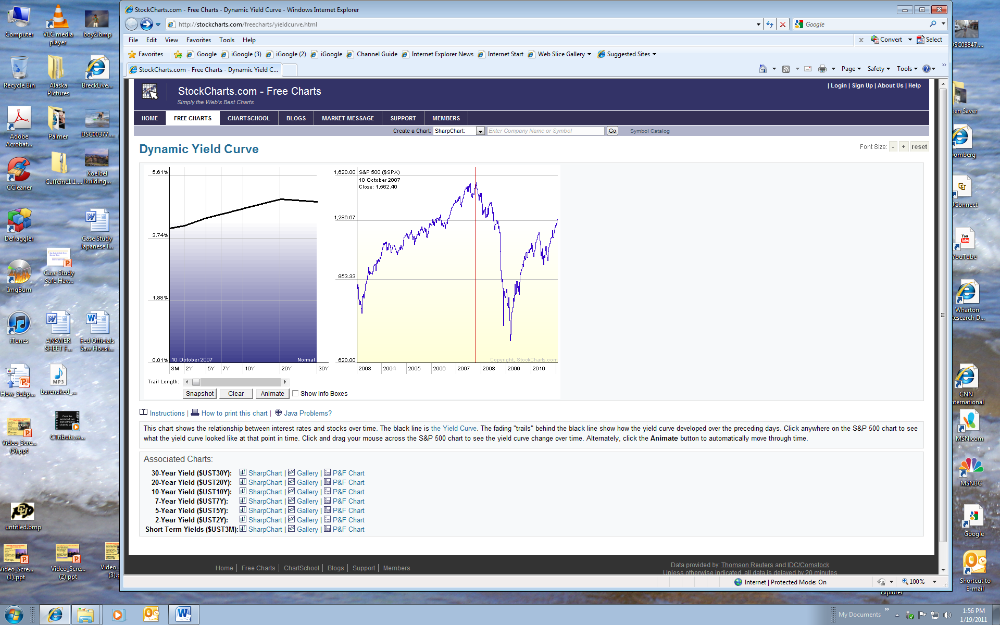 StockCharts.com - Free Charts - Dynamic Yield Curve - Windows Internet Explorer
http://stockcharts.com/freecharts/yieldcurve.html
Google
File Edit View Favorites Tools Help
x Convert Select
Favorites Google iGoogle (3) iGoogle (2) iGoogle Channel Guide Internet Explorer News Internet Start Web Slice Gallery Suggested Sites
StockCharts.com - Free Charts - Dynamic Yield C...
Page Safety Tools
StockCharts.com - Free Charts
Simply the Web's Best Charts
| Login | Sign Up | About Us | Help
HOME FREE CHARTS CHARTSCHOOL BLOGS MARKET MESSAGE SUPPORT MEMBERS
Create a Chart: SharpChart: Enter Company Name or Symbol Go Symbol Catalog
Dynamic Yield Curve
Font Size: - + reset
5.61%
3.74%
1.88%
0.01%
10 October 2007 Normal
3M 2Y 5Y 7Y 10Y 20Y 30Y
1,620.00
1,286.67
953.33
620.00
S&P 500 ($SPX)
10 October 2007
Close: 1,562.40
Copyright, StockCharts.com
2003 2004 2005 2006 2007 2008 2009 2010
Trail Length:
Snapshot Clear Animate Show Info Boxes
Instructions | How to print this chart | Java Problems?
This chart shows the relationship between interest rates and stocks over time. The black line is the Yield Curve. The fading "trails" behind the black line show how the yield curve developed over the preceding days. Click anywhere on the S&P 500 chart to see
what the yield curve looked like at that point in time. Click and drag your mouse across the S&P 500 chart to see the yield curve change over time. Alternately, click the Animate button to automatically move through time.
Associated Charts:
30-Year Yield ($UST30Y): SharpChart | Gallery | P&F Chart
20-Year Yield ($UST20Y): SharpChart | Gallery | P&F Chart
10-Year Yield ($UST10Y): SharpChart | Gallery | P&F Chart
7-Year Yield ($UST7Y): SharpChart | Gallery | P&F Chart
5-Year Yield ($UST5Y): SharpChart | Gallery | P&F Chart
2-Year Yield ($UST2Y): SharpChart | Gallery | P&F Chart
Short Term Yields ($UST3M): SharpChart | Gallery | P&F Chart
Home | Free Charts | ChartSchool | Blogs | Support | Members
Data provided by: Thomson Reuters and IDC/Comstock
Unless otherwise indicated, all data is delayed by 20 minutes
Internet | Protected Mode: On
100%
Computer
VLC media
player
boy2.bmp
Recycle Bin
Alaska
Pictures
BreckLive...
Adobe
Acrobat...
Palmer
DSC00377....
CCleaner
Caffeine1.1....
Koelbel
Building...
Defraggler
Case Study
Japanese I...
ImgBurn
Case Study
Safe Hav...
iTunes
ANSWER
SHEET F...
Fed Officials
Saw Housi...
How_Subp...
MP3
barenaked_...
Video_Scre...
(5).ppt
Over the
weekend, we
lost someone
close to us
CTribute.w...
CU
untitled.bmp
Video_Scre...
(1).ppt
Video_Scre...
(2).ppt
Video_
(3).p
DSC03847....
een Saver
omberg
CU
UConnect
You
Tube
YouTube
Wharton
Research D...
CNN
International
MSN.com
MSNBC
Google
Shortcut to
E-mail
Explorer
My Documents
1:56 PM
1/19/2011